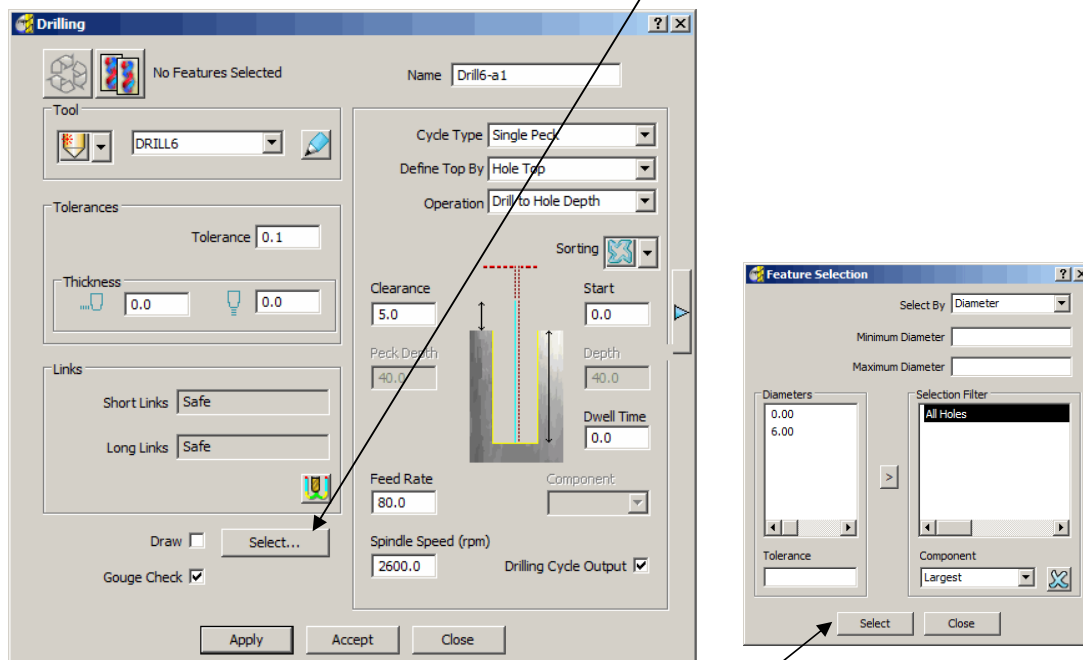 Drilling
No Features Selected
Name Drill6-a1
Tool
DRILL6
Tolerances
Tolerance 0.1
Thickness
0.0 0.0
Links
Short Links Safe
Long Links Safe
Draw Select...
Gouge Check
Cycle Type Single Peck
Define Top By Hole Top
Operation Drill to Hole Depth
Sorting
Clearance Start
5.0 0.0
Peck Depth Depth
40.0 40.0
Dwell Time
0.0
Feed Rate Component
80.0
Spindle Speed (rpm)
2600.0 Drilling Cycle Output
Apply Accept Close
Feature Selection
Select By Diameter
Minimum Diameter
Maximum Diameter
Diameters Selection Filter
0.00 All Holes
6.00
>
Tolerance Component
Largest
Select Close